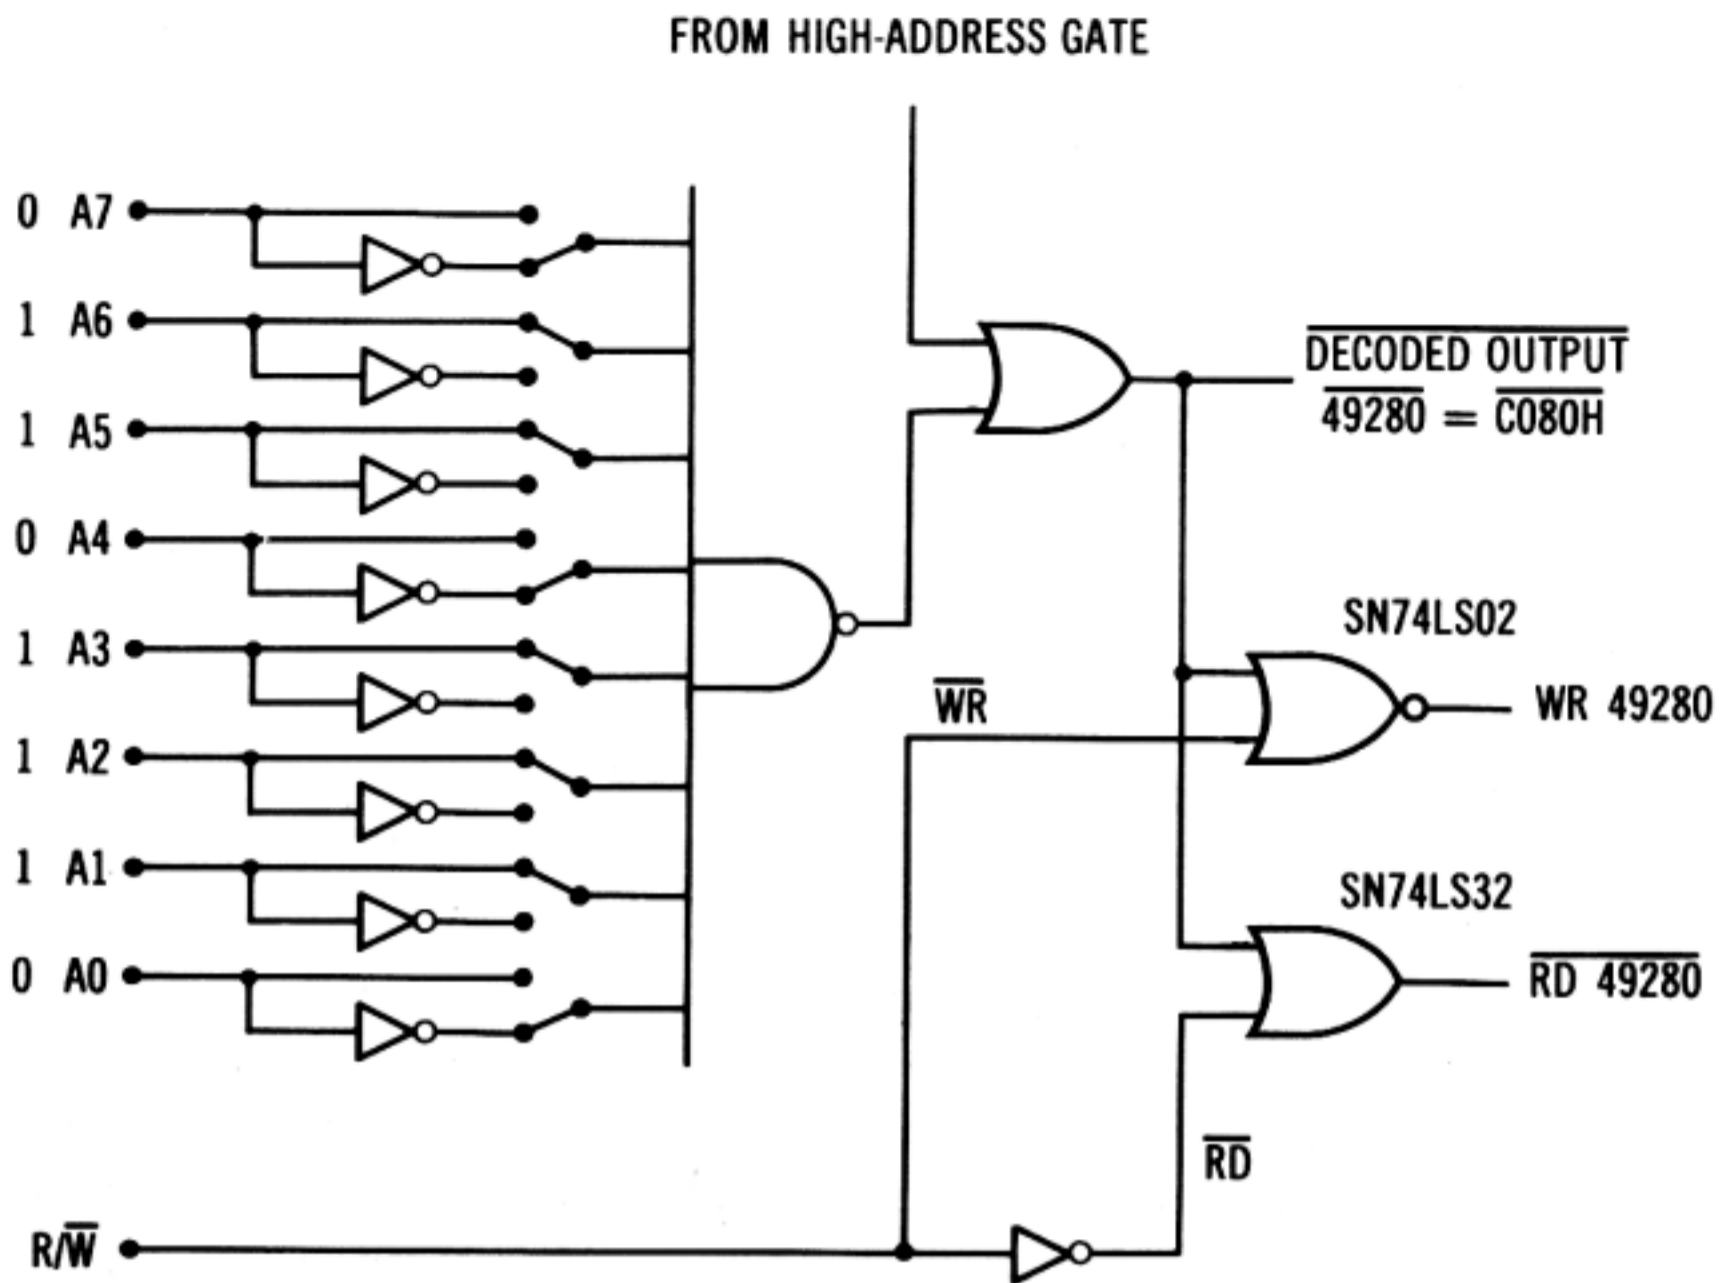 FROM HIGH-ADDRESS GATE
0 A7
1 A6
1 A5
0 A4
1 A3
1 A2
1 A1
0 A0
R/W̅
DECODED OUTPUT
49280 = C080H
SN74LS02
WR
WR 49280
SN74LS32
RD 49280
RD